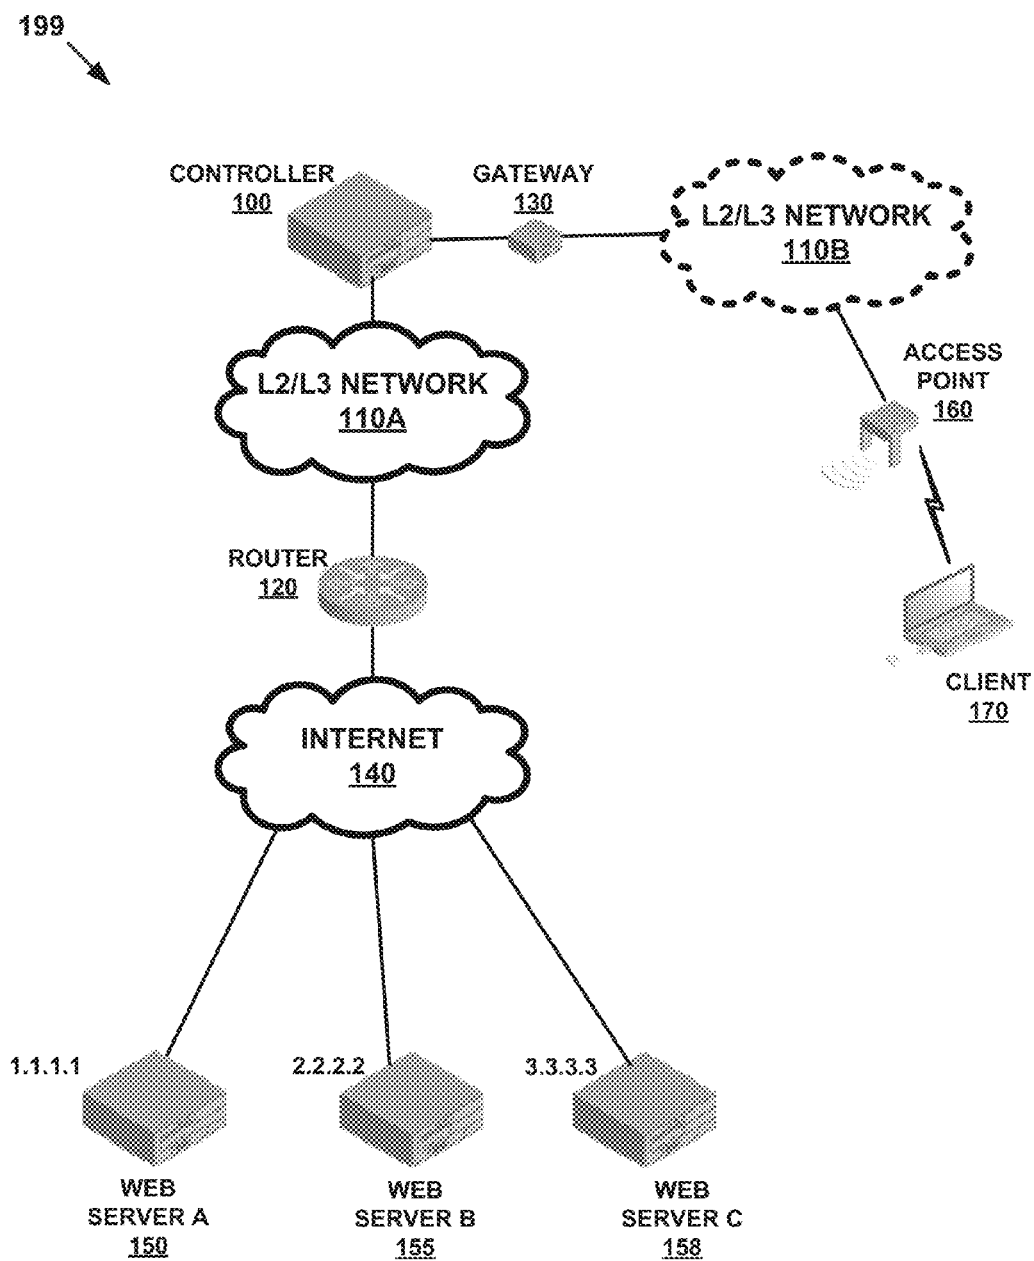 199
CONTROLLER
100
GATEWAY
130
L2/L3 NETWORK
110B
L2/L3 NETWORK
110A
ACCESS
POINT
160
ROUTER
120
CLIENT
170
INTERNET
140
1.1.1.1
2.2.2.2
3.3.3.3
WEB
SERVER A
150
WEB
SERVER B
155
WEB
SERVER C
158